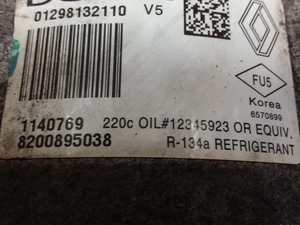 01298132110 V5
FU5
Korea
6570899
1140769 220c OIL#12345923 OR EQUIV.
8200895038 R-134a REFRIGERANT